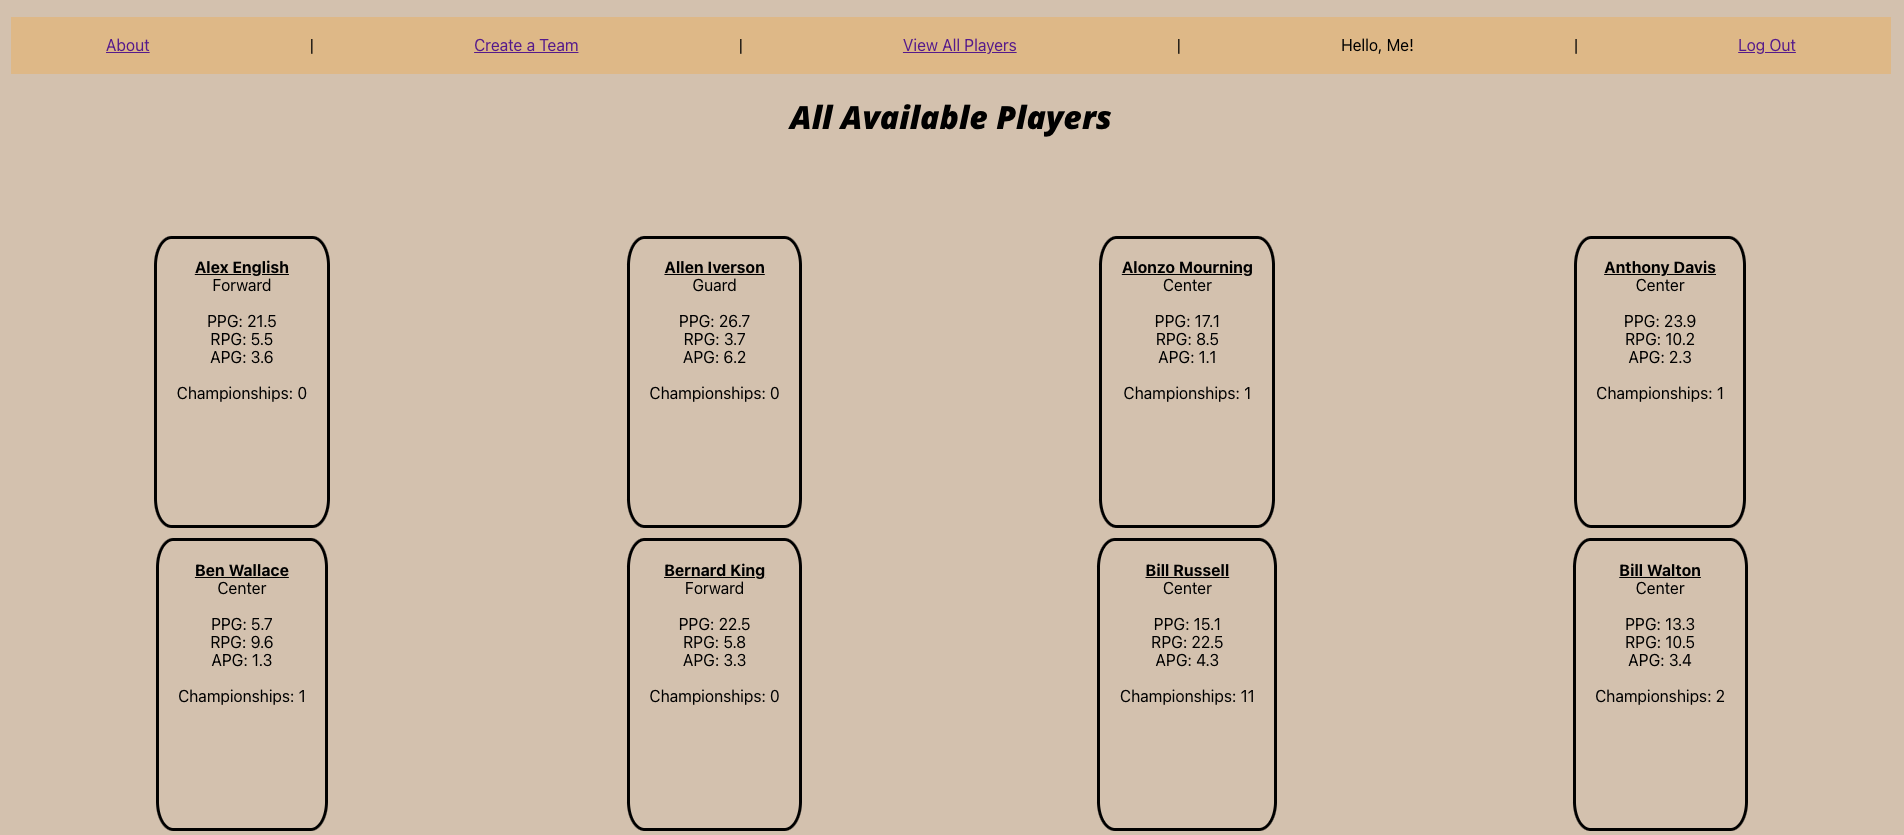 About | Create a Team | View All Players | Hello, Me! | Log Out
All Available Players
Alex English
Forward
PPG: 21.5
RPG: 5.5
APG: 3.6
Championships: 0
Allen Iverson
Guard
PPG: 26.7
RPG: 3.7
APG: 6.2
Championships: 0
Alonzo Mourning
Center
PPG: 17.1
RPG: 8.5
APG: 1.1
Championships: 1
Anthony Davis
Center
PPG: 23.9
RPG: 10.2
APG: 2.3
Championships: 1
Ben Wallace
Center
PPG: 5.7
RPG: 9.6
APG: 1.3
Championships: 1
Bernard King
Forward
PPG: 22.5
RPG: 5.8
APG: 3.3
Championships: 0
Bill Russell
Center
PPG: 15.1
RPG: 22.5
APG: 4.3
Championships: 11
Bill Walton
Center
PPG: 13.3
RPG: 10.5
APG: 3.4
Championships: 2